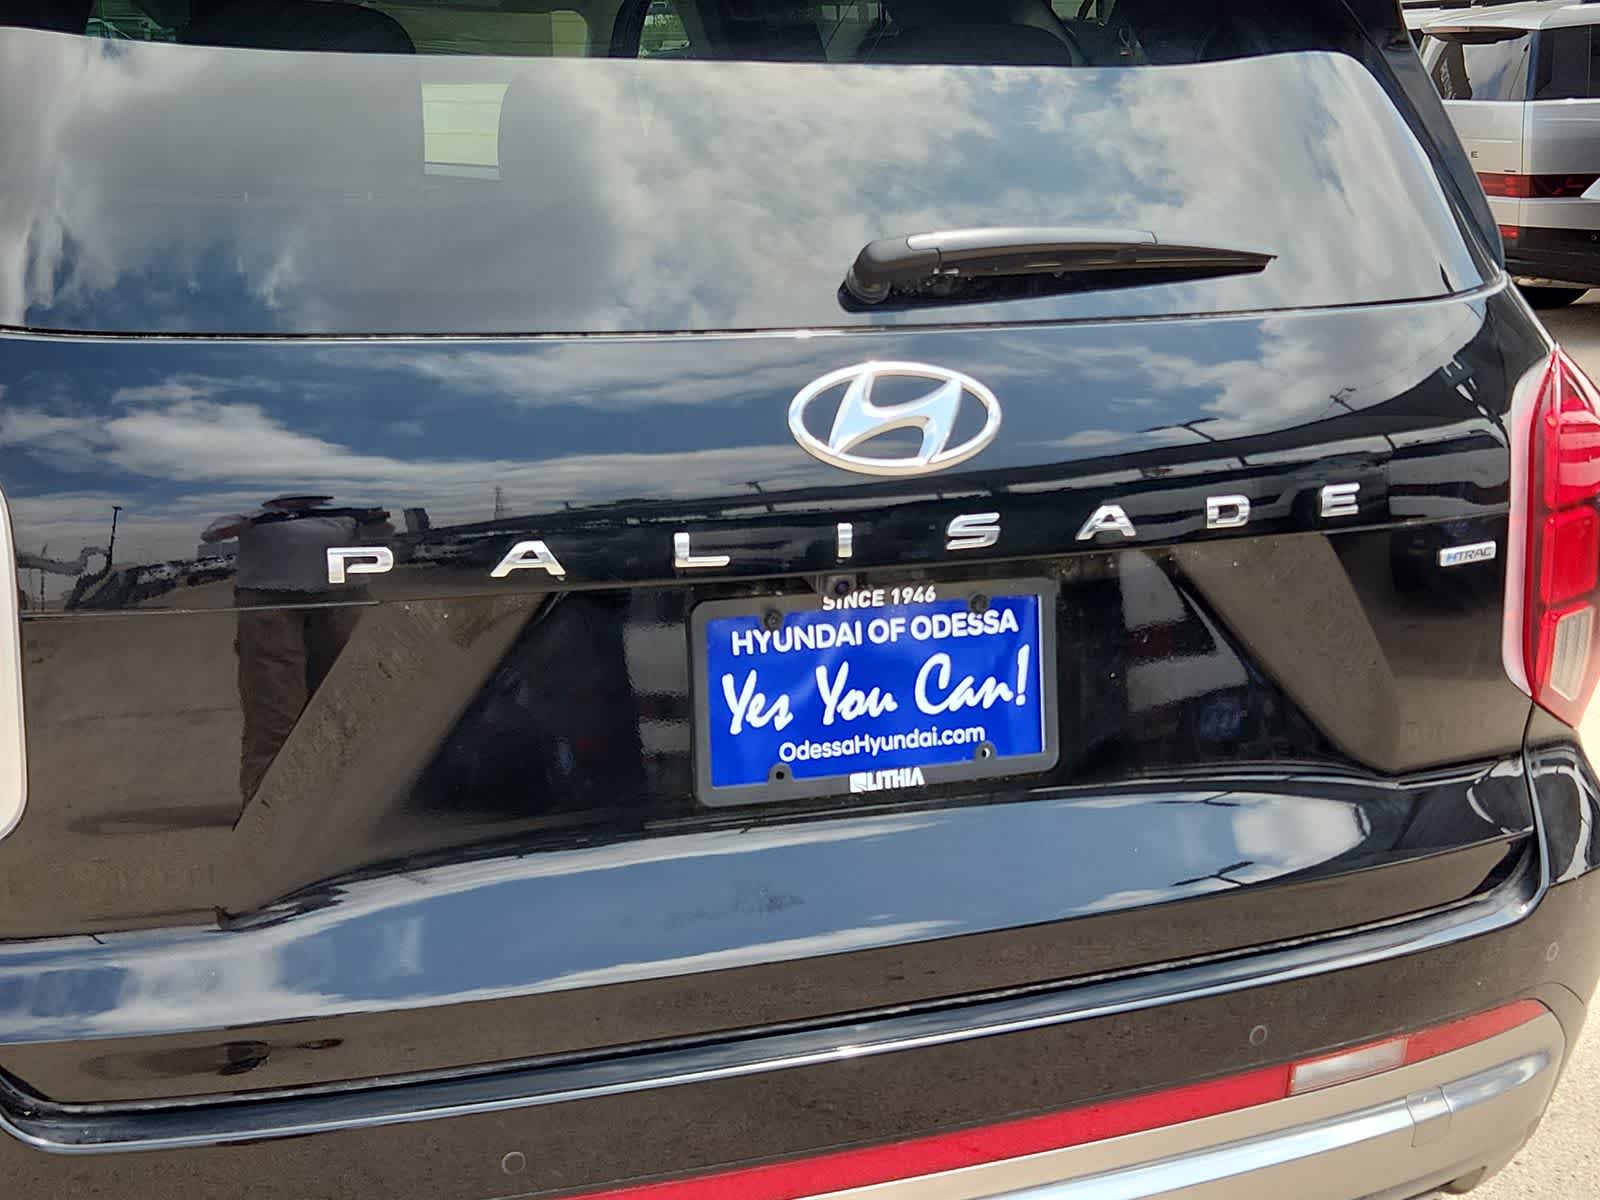 PALISADE
HTRAC
SINCE 1946
HYUNDAI OF ODESSA
Yes You Can!
OdessaHyundai.com
LITHIA